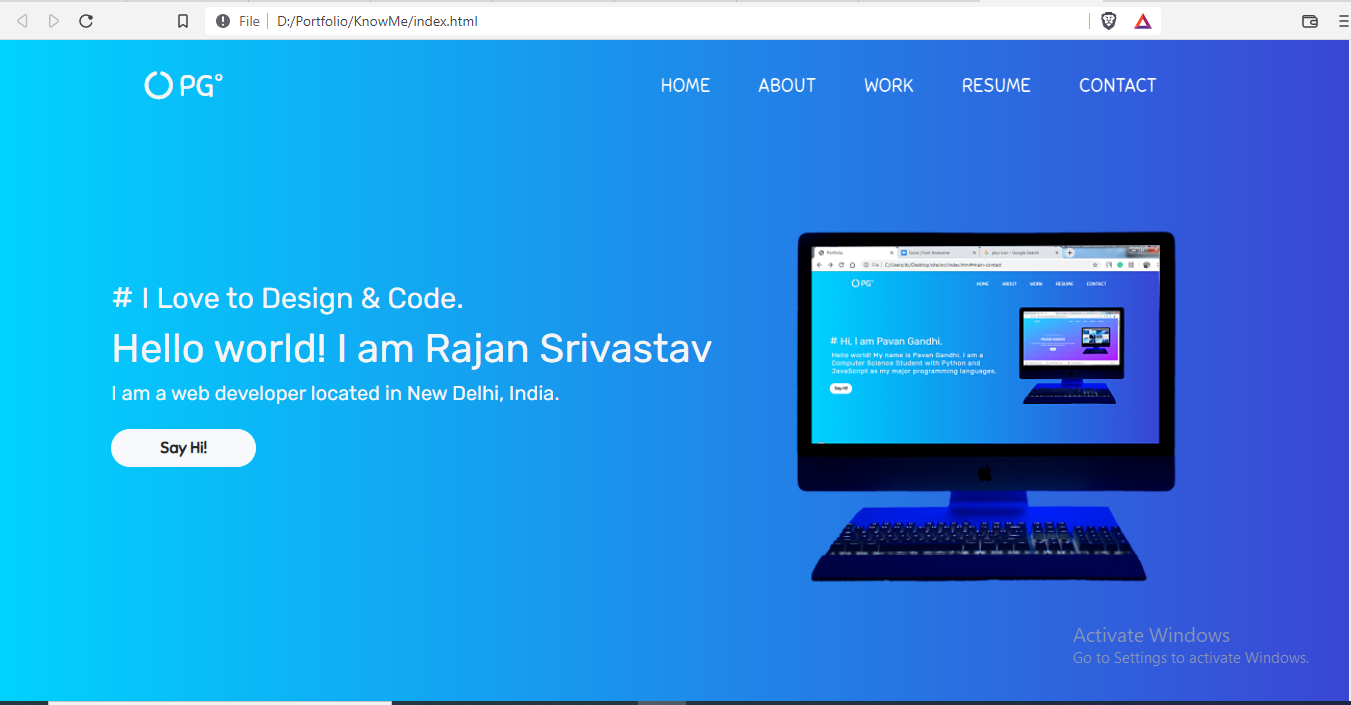 File D:/Portfolio/KnowMe/index.html
PG°
HOME ABOUT WORK RESUME CONTACT
# I Love to Design & Code.
Hello world! I am Rajan Srivastav
I am a web developer located in New Delhi, India.
Say Hi!
Portfolio
Icons | Font Awesome
- Google Search
File C:/Users/dc/Desktop/site/src/index.html#main-contact
PG°
HOME ABOUT WORK RESUME CONTACT
# Hi, I am Pavan Gandhi.
Hello world! My name is Pavan Gandhi. I am a
Computer Science Student with Python and
JavaScript as my major programming languages.
Say Hi!
Activate Windows
Go to Settings to activate Windows.